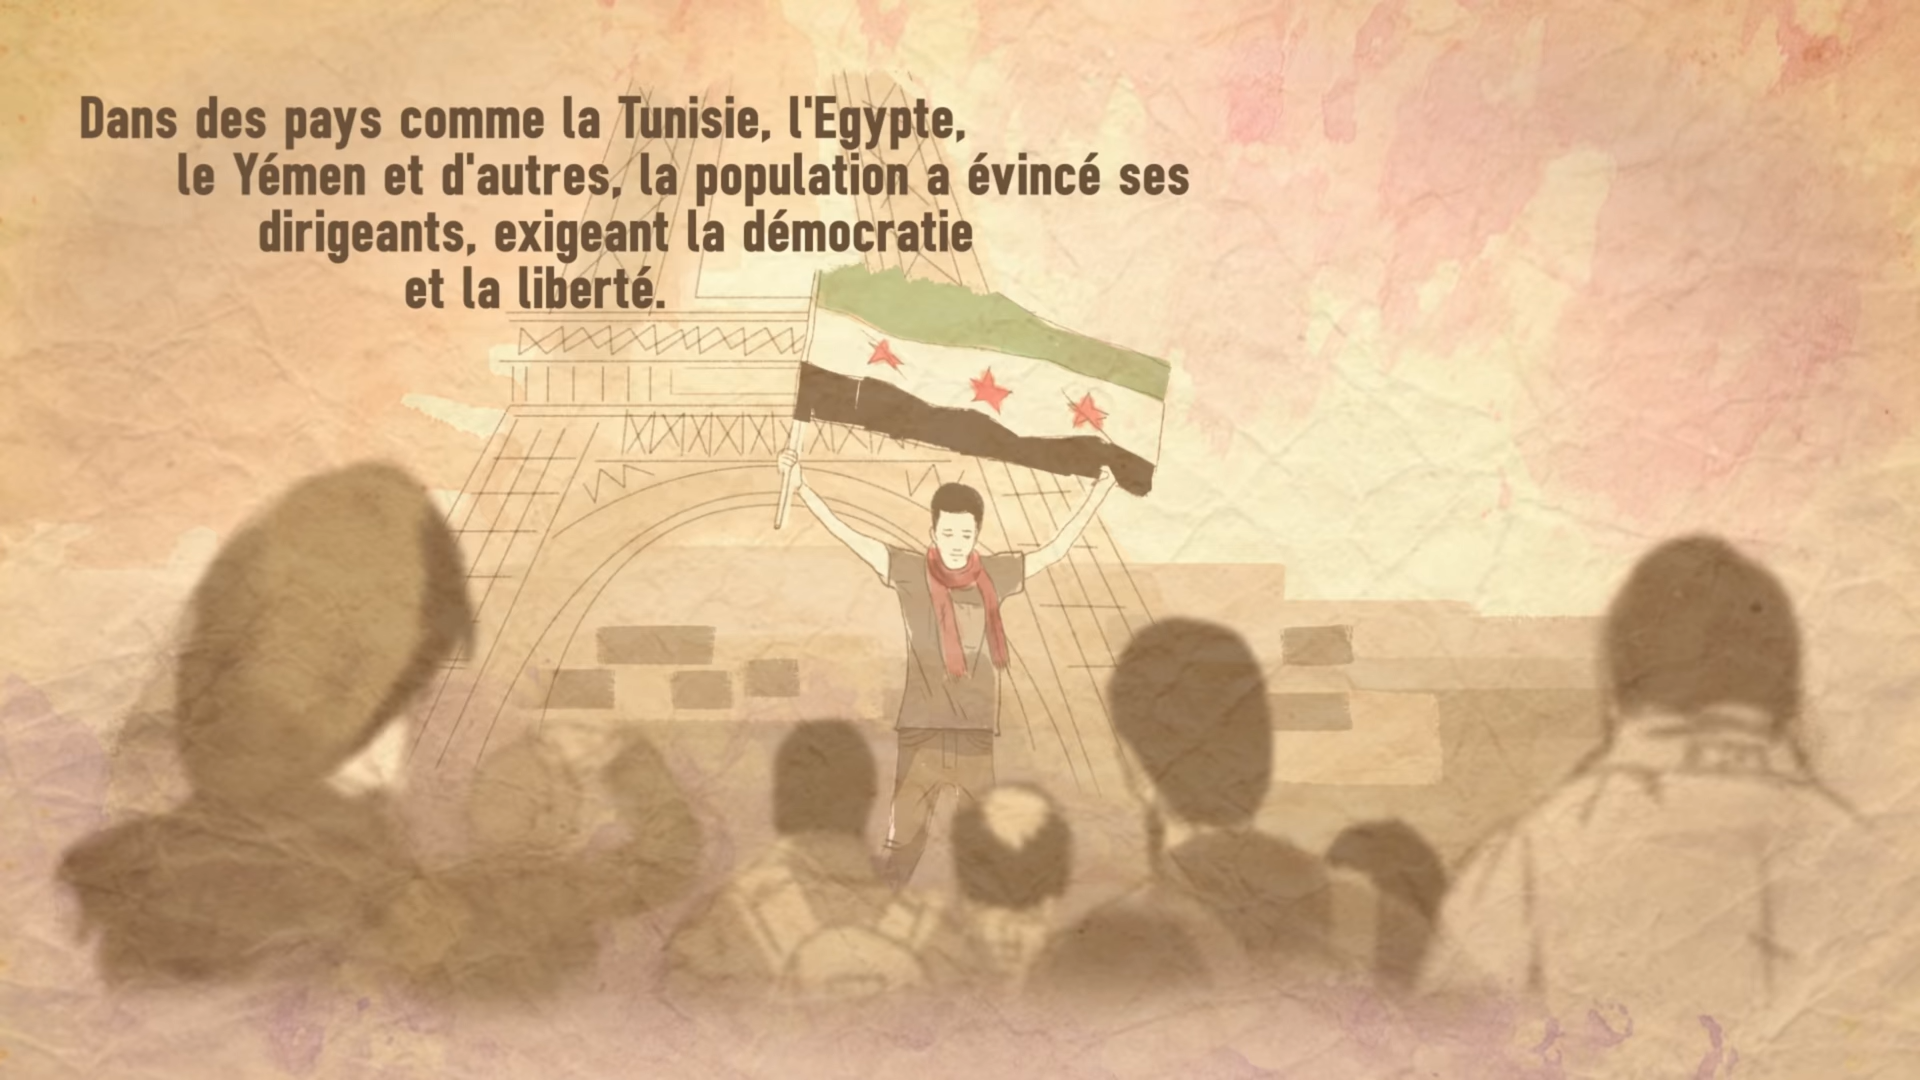 Dans des pays comme la Tunisie, l'Egypte,
le Yémen et d'autres, la population a évincé ses
dirigeants, exigeant la démocratie
et la liberté.